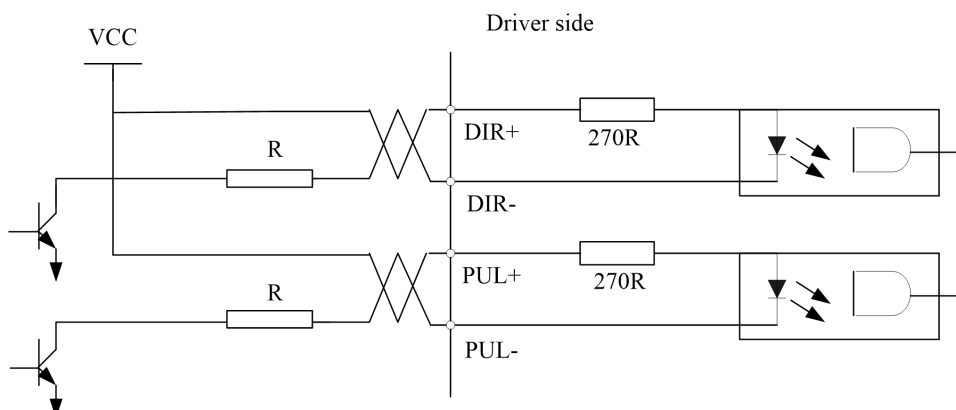 Driver side
VCC
DIR+
270R
R
DIR-
PUL+
270R
R
PUL-